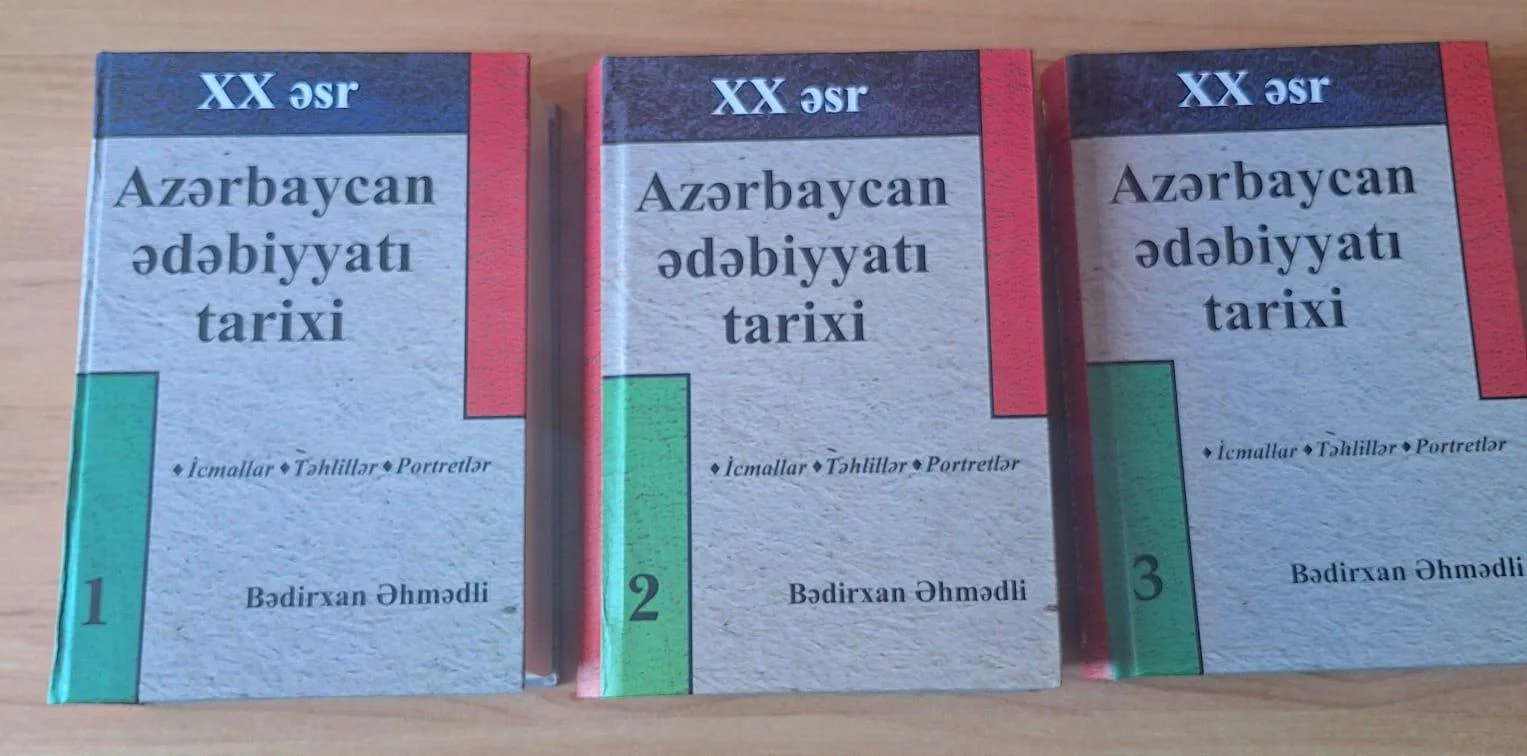 XX əsr
Azərbaycan
ədəbiyyatı
tarixi
♦ İcmallar ♦ Təhlillər ♦ Portretlər
1
Bədirxan Əhmədli
XX əsr
Azərbaycan
ədəbiyyatı
tarixi
♦ İcmallar ♦ Təhlillər ♦ Portretlər
2
Bədirxan Əhmədli
XX əsr
Azərbaycan
ədəbiyyatı
tarixi
♦ İcmallar ♦ Təhlillər ♦ Portretlər
3
Bədirxan Əhmədli